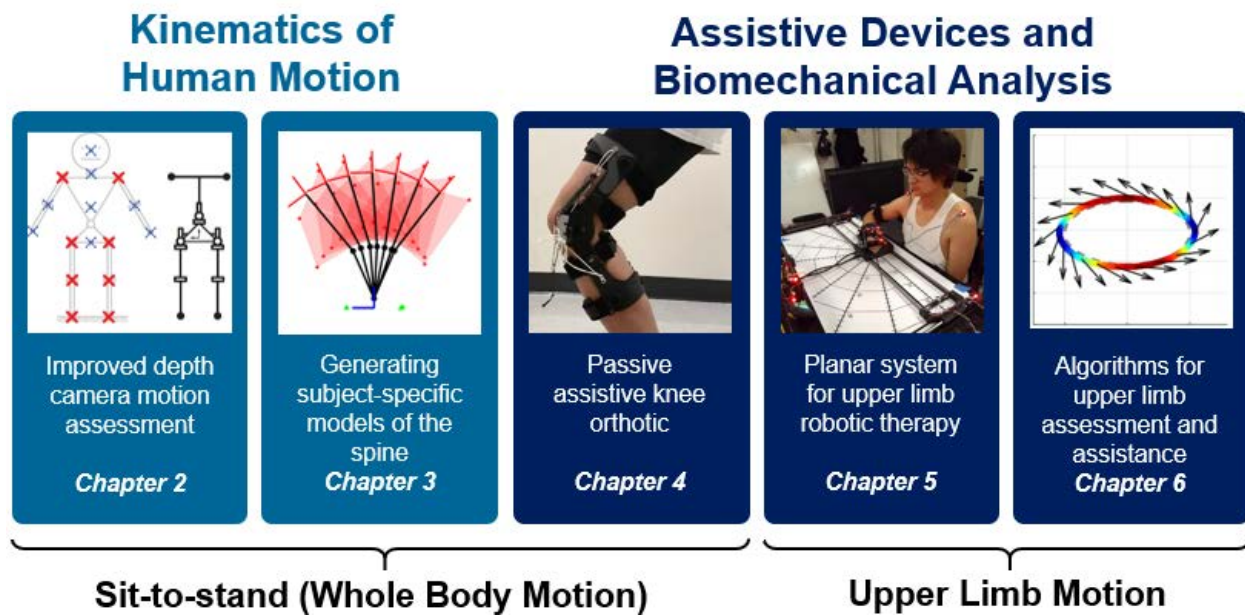 Kinematics of
Human Motion
Assistive Devices and
Biomechanical Analysis
Improved depth
camera motion
assessment
Chapter 2
Generating
subject-specific
models of the
spine
Chapter 3
Passive
assistive knee
orthotic
Chapter 4
Planar system
for upper limb
robotic therapy
Chapter 5
Algorithms for
upper limb
assessment and
assistance
Chapter 6
Sit-to-stand (Whole Body Motion)
Upper Limb Motion